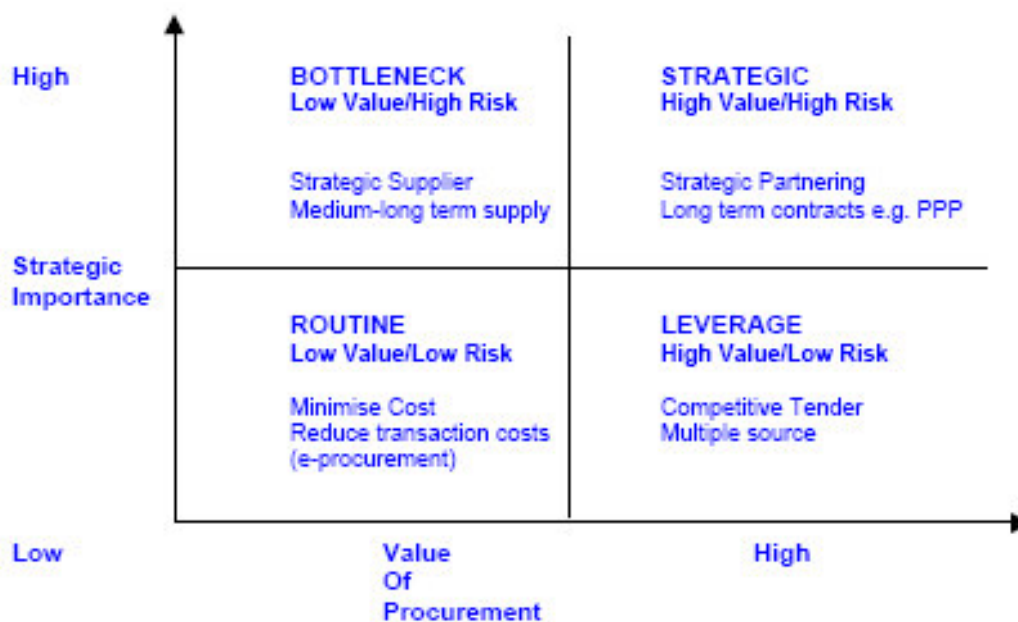 High
BOTTLENECK
Low Value/High Risk
Strategic Supplier
Medium-long term supply
STRATEGIC
High Value/High Risk
Strategic Partnering
Long term contracts e.g. PPP
Strategic
Importance
ROUTINE
Low Value/Low Risk
Minimise Cost
Reduce transaction costs
(e-procurement)
LEVERAGE
High Value/Low Risk
Competitive Tender
Multiple source
Low
Value
Of
Procurement
High